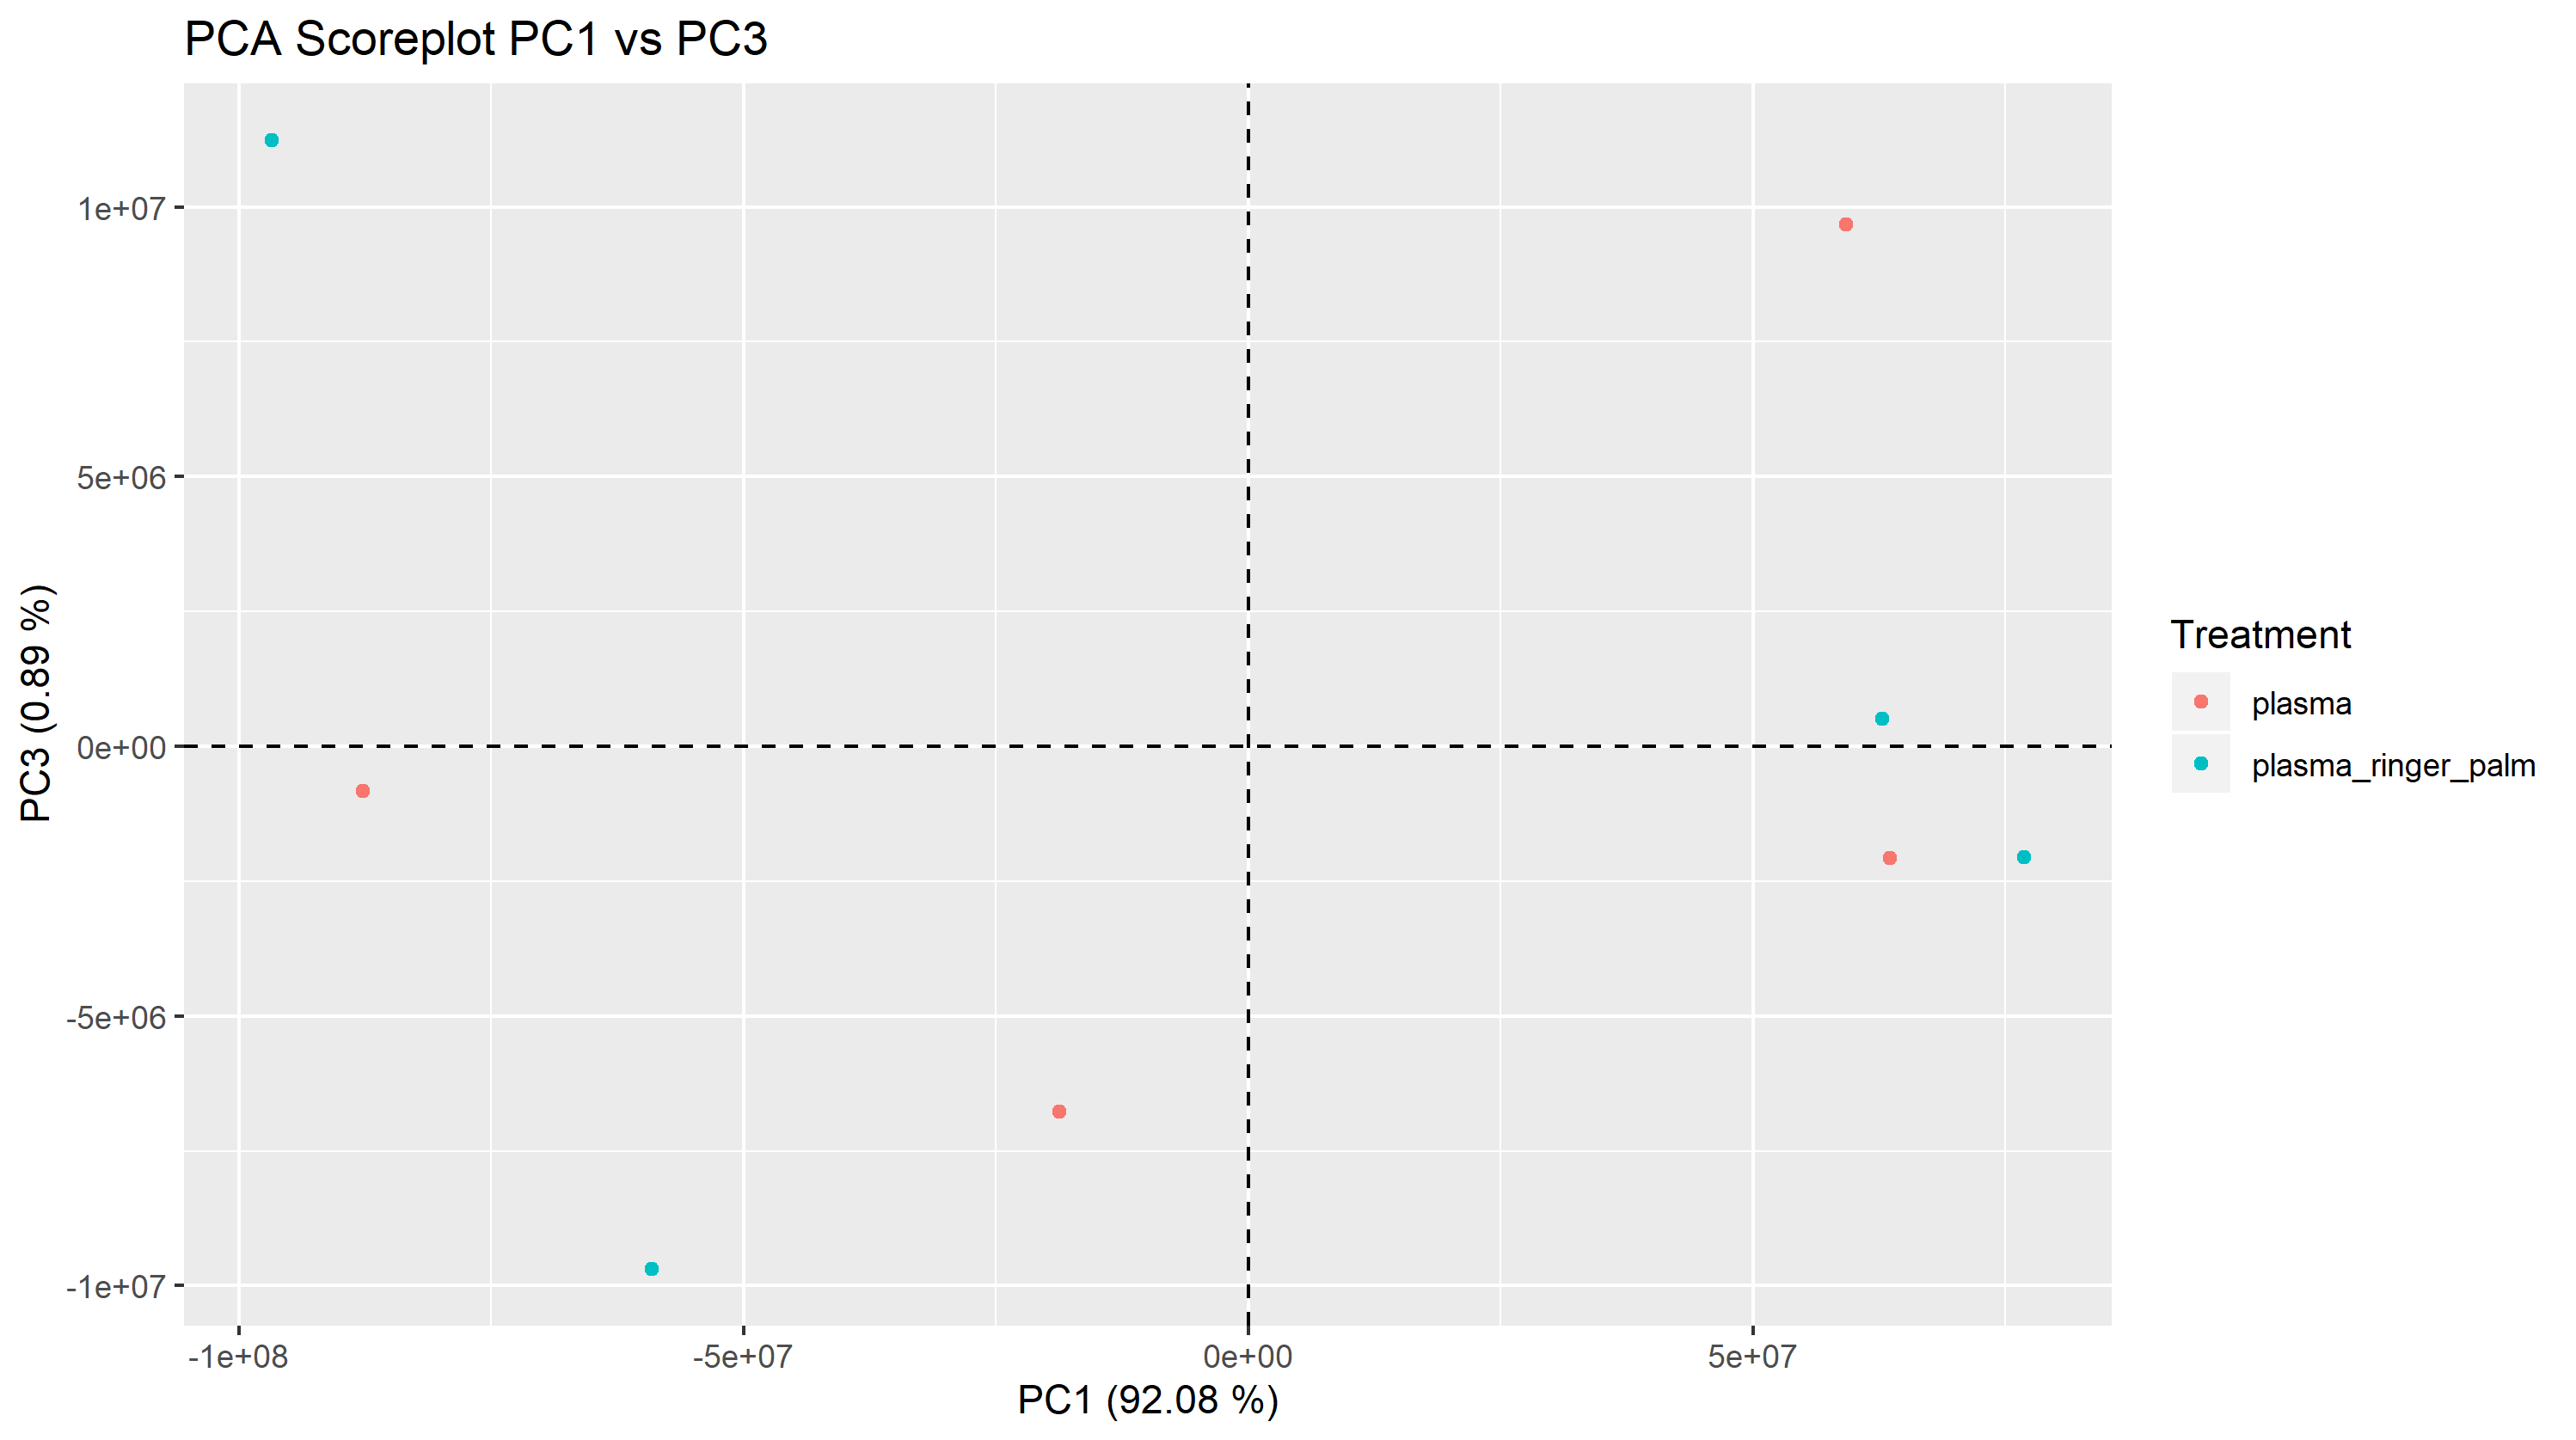 PCA Scoreplot PC1 vs PC3
1e+07
5e+06
0e+00
-5e+06
-1e+07
PC3 (0.89 %)
-1e+08
-5e+07
0e+00
5e+07
PC1 (92.08 %)
Treatment
plasma
plasma_ringer_palm